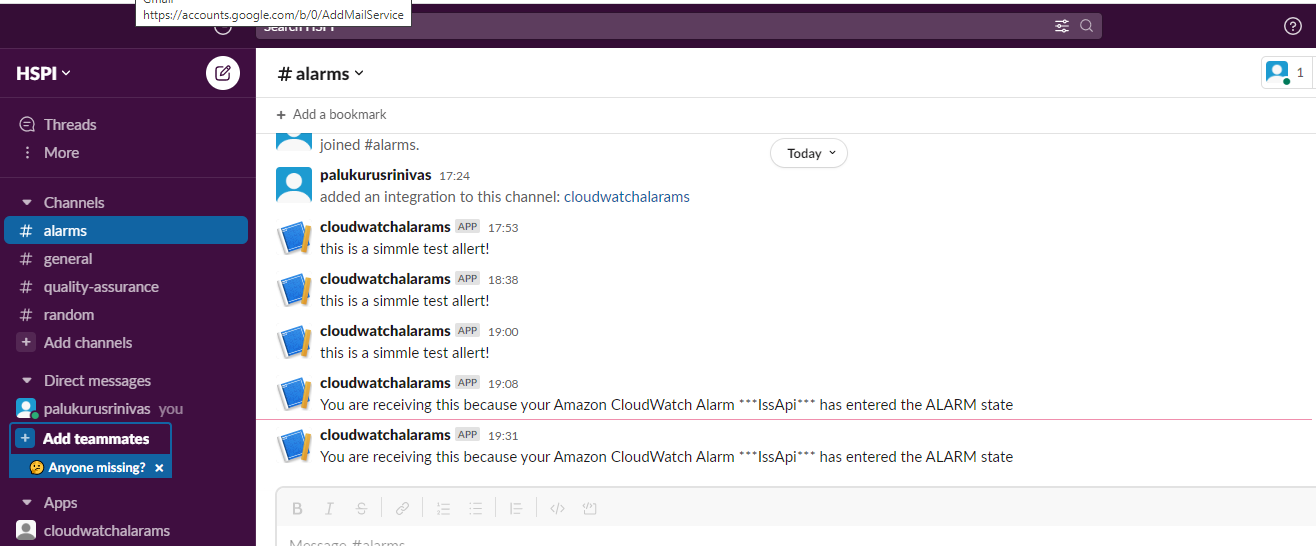 Gmail
https://accounts.google.com/b/0/AddMailService
Search HSPI
HSPI
Threads
More
Channels
# alarms
# general
# quality-assurance
# random
+ Add channels
Direct messages
palukurusrinivas you
+ Add teammates
Anyone missing? ×
Apps
cloudwatchalarams
# alarms
1
+ Add a bookmark
joined #alarms.
Today
palukurusrinivas 17:24
added an integration to this channel: cloudwatchalarams
cloudwatchalarams APP 17:53
this is a simmle test allert!
cloudwatchalarams APP 18:38
this is a simmle test allert!
cloudwatchalarams APP 19:00
this is a simmle test allert!
cloudwatchalarams APP 19:08
You are receiving this because your Amazon CloudWatch Alarm ***IssApi*** has entered the ALARM state
cloudwatchalarams APP 19:31
You are receiving this because your Amazon CloudWatch Alarm ***IssApi*** has entered the ALARM state
B I S
Message #alarms